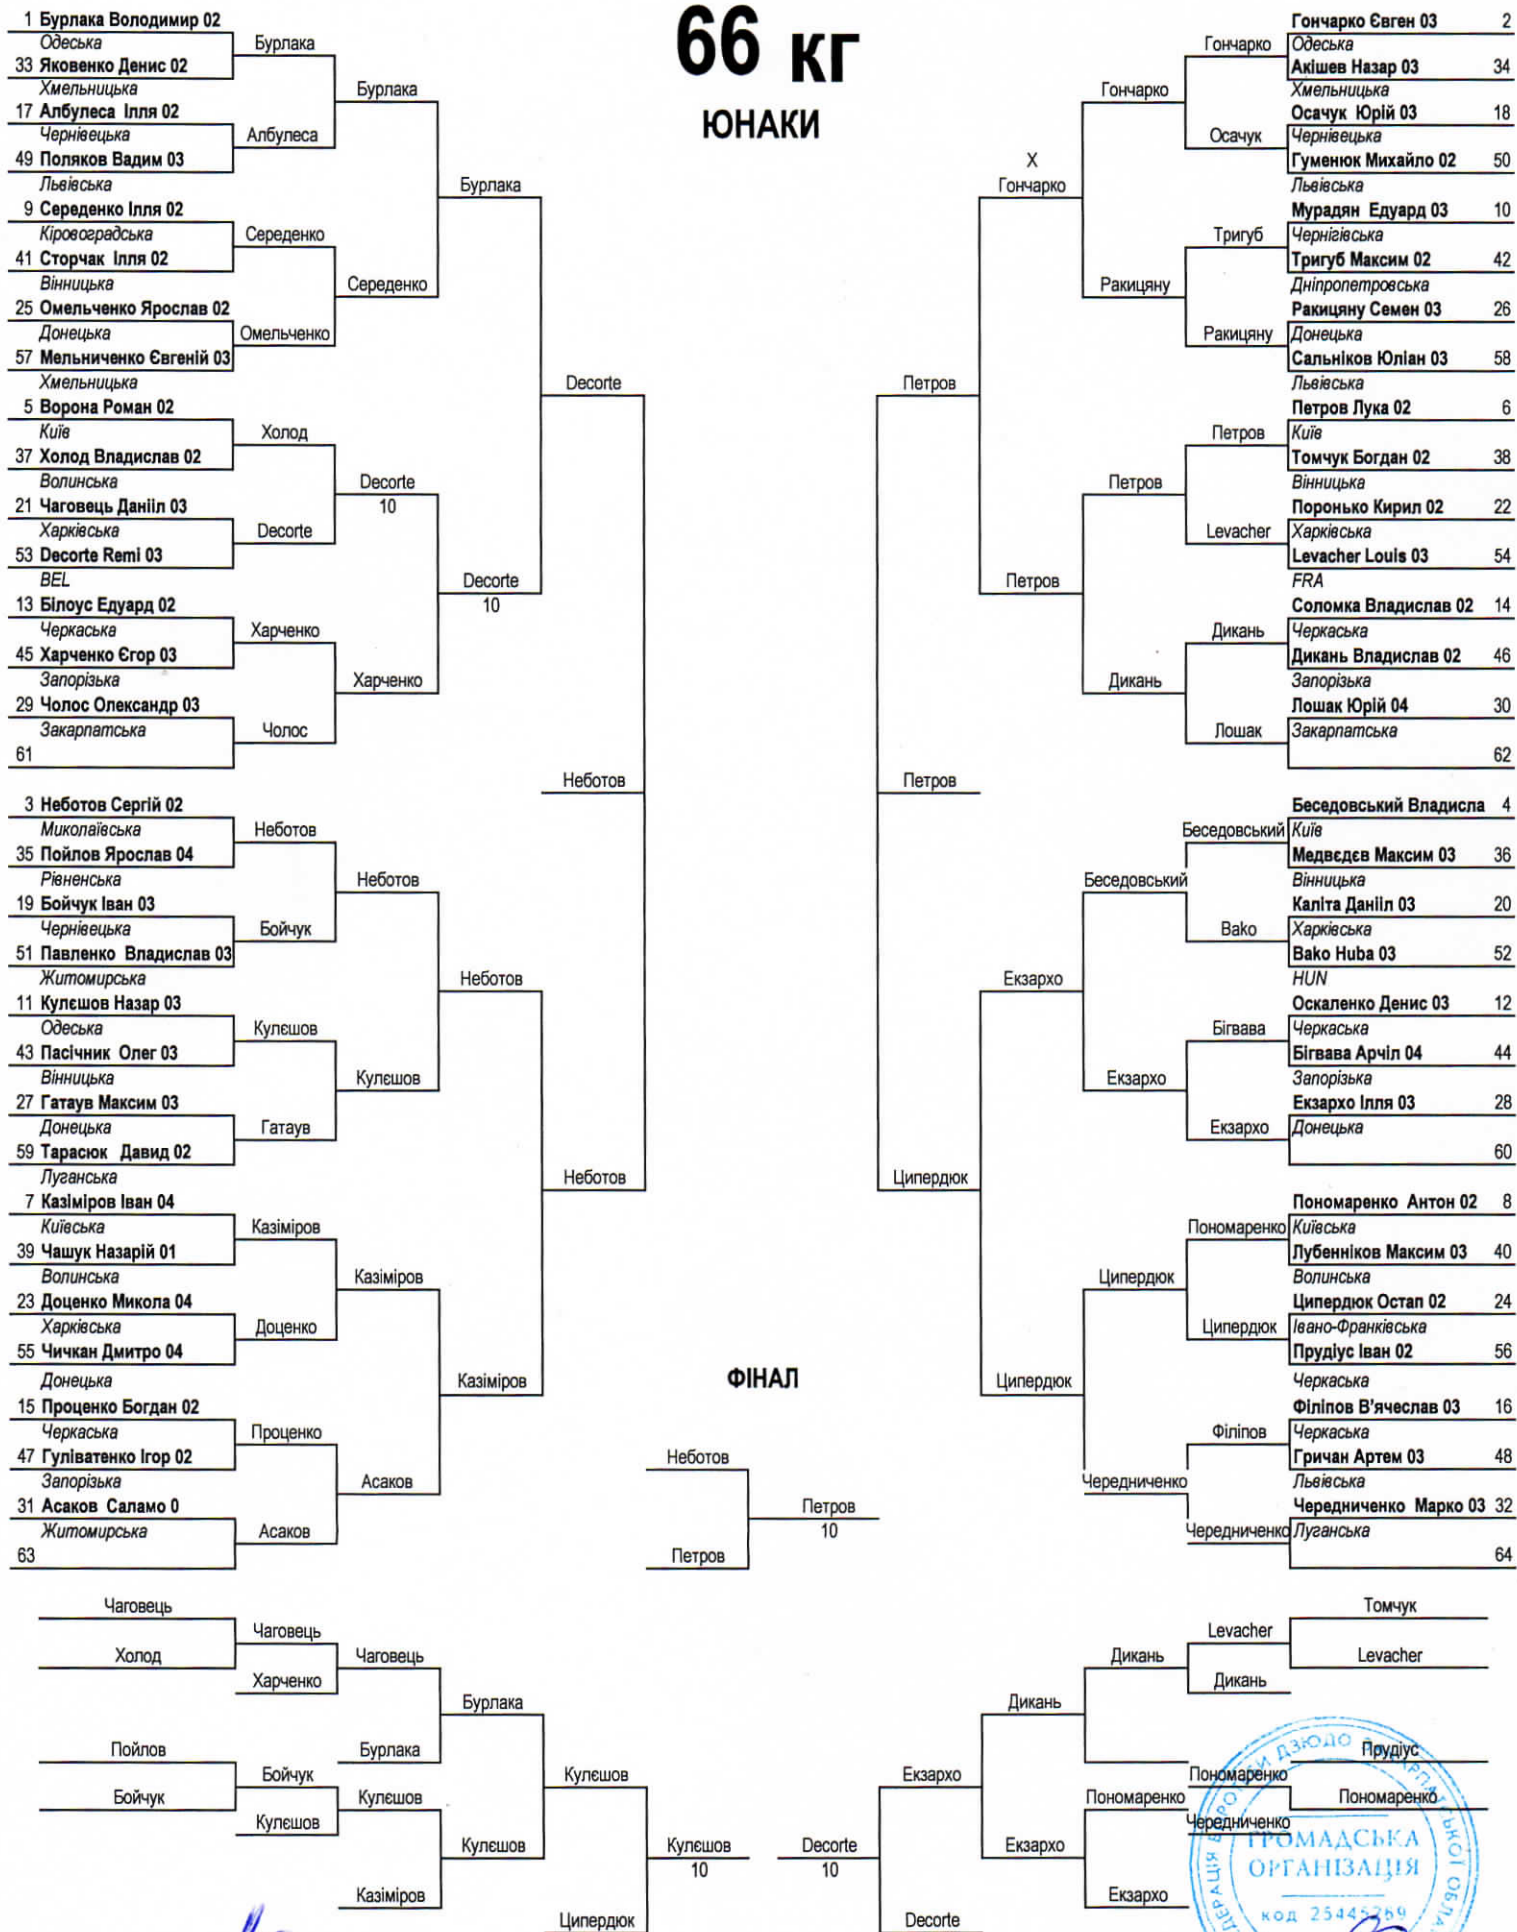 66 кг
ЮНАКИ
1 Бурлака Володимир 02
Одеська
33 Яковенко Денис 02
Хмельницька
17 Албулеса Ілля 02
Чернівецька
49 Поляков Вадим 03
Львівська
9 Середенко Ілля 02
Кіровоградська
41 Сторчак Ілля 02
Вінницька
25 Омельченко Ярослав 02
Донецька
57 Мельниченко Євгеній 03
Хмельницька
5 Ворона Роман 02
Київ
37 Холод Владислав 02
Волинська
21 Чаговець Данііл 03
Харківська
53 Decorte Remi 03
BEL
13 Білоус Едуард 02
Черкаська
45 Харченко Єгор 03
Запорізька
29 Чолос Олександр 03
Закарпатська
61
3 Неботов Сергій 02
Миколаївська
35 Пойлов Ярослав 04
Рівненська
19 Бойчук Іван 03
Чернівецька
51 Павленко Владислав 03
Житомирська
11 Кулєшов Назар 03
Одеська
43 Пасічник Олег 03
Вінницька
27 Гатаув Максим 03
Донецька
59 Тарасюк Давид 02
Луганська
7 Казіміров Іван 04
Київська
39 Чащук Назарій 01
Волинська
23 Доценко Микола 04
Харківська
55 Чичкан Дмитро 04
Донецька
15 Проценко Богдан 02
Черкаська
47 Гуліватенко Ігор 02
Запорізька
31 Асаков Саламо 0
Житомирська
63
Бурлака
Албулеса
Середенко
Омельченко
Холод
Decorte
Харченко
Чолос
Неботов
Бойчук
Кулєшов
Гатаув
Казіміров
Доценко
Проценко
Асаков
Бурлака
Середенко
Decorte
10
Харченко
Неботов
Кулєшов
Казіміров
Асаков
Бурлака
Decorte
10
Неботов
Казіміров
Decorte
Неботов
Неботов
Гончарко Євген 03 2
Одеська
Акішев Назар 03 34
Хмельницька
Осачук Юрій 03 18
Чернівецька
Гуменюк Михайло 02 50
Львівська
Мурадян Едуард 03 10
Чернігівська
Тригуб Максим 02 42
Дніпропетровська
Ракицяну Семен 03 26
Донецька
Сальніков Юліан 03 58
Львівська
Петров Лука 02 6
Київ
Томчук Богдан 02 38
Вінницька
Поронько Кирил 02 22
Харківська
Levacher Louis 03 54
FRA
Соломка Владислав 02 14
Черкаська
Дикань Владислав 02 46
Запорізька
Лошак Юрій 04 30
Закарпатська
62
Беседовський Владисла 4
Київ
Медвєдєв Максим 03 36
Вінницька
Каліта Данііл 03 20
Харківська
Bako Huba 03 52
HUN
Оскаленко Денис 03 12
Черкаська
Бігвава Арчіл 04 44
Запорізька
Екзархо Ілля 03 28
Донецька
60
Пономаренко Антон 02 8
Київська
Лубенніков Максим 03 40
Волинська
Ципердюк Остап 02 24
Івано-Франківська
Прудіус Іван 02 56
Черкаська
Філіпов В'ячеслав 03 16
Черкаська
Гричан Артем 03 48
Львівська
Чередниченко Марко 03 32
Луганська
64
Гончарко
Осачук
Тригуб
Ракицяну
Петров
Levacher
Дикань
Лошак
Беседовський
Bako
Бігвава
Екзархо
Пономаренко
Ципердюк
Філіпов
Чередниченко
Гончарко
Ракицяну
Петров
Дикань
Беседовський
Екзархо
Ципердюк
Чередниченко
X
Гончарко
Петров
Екзархо
Ципердюк
Петров
Ципердюк
Петров
ФІНАЛ
Неботов
Петров
Петров
10
Чаговець
Холод
Чаговець
Харченко
Чаговець
Бурлака
Бурлака
Пойлов
Бойчук
Бойчук
Кулєшов
Кулєшов
Казіміров
Кулєшов
Кулєшов
Ципердюк
Кулєшов
10
Томчук
Levacher
Levacher
Дикань
Дикань
Дикань
Прудіус
Пономаренко
Пономаренко
Чередниченко
Пономаренко
Екзархо
Екзархо
Екзархо
Decorte
Decorte
10
ГРОМАДСЬКА
ОРГАНІЗАЦІЯ
код 25445269